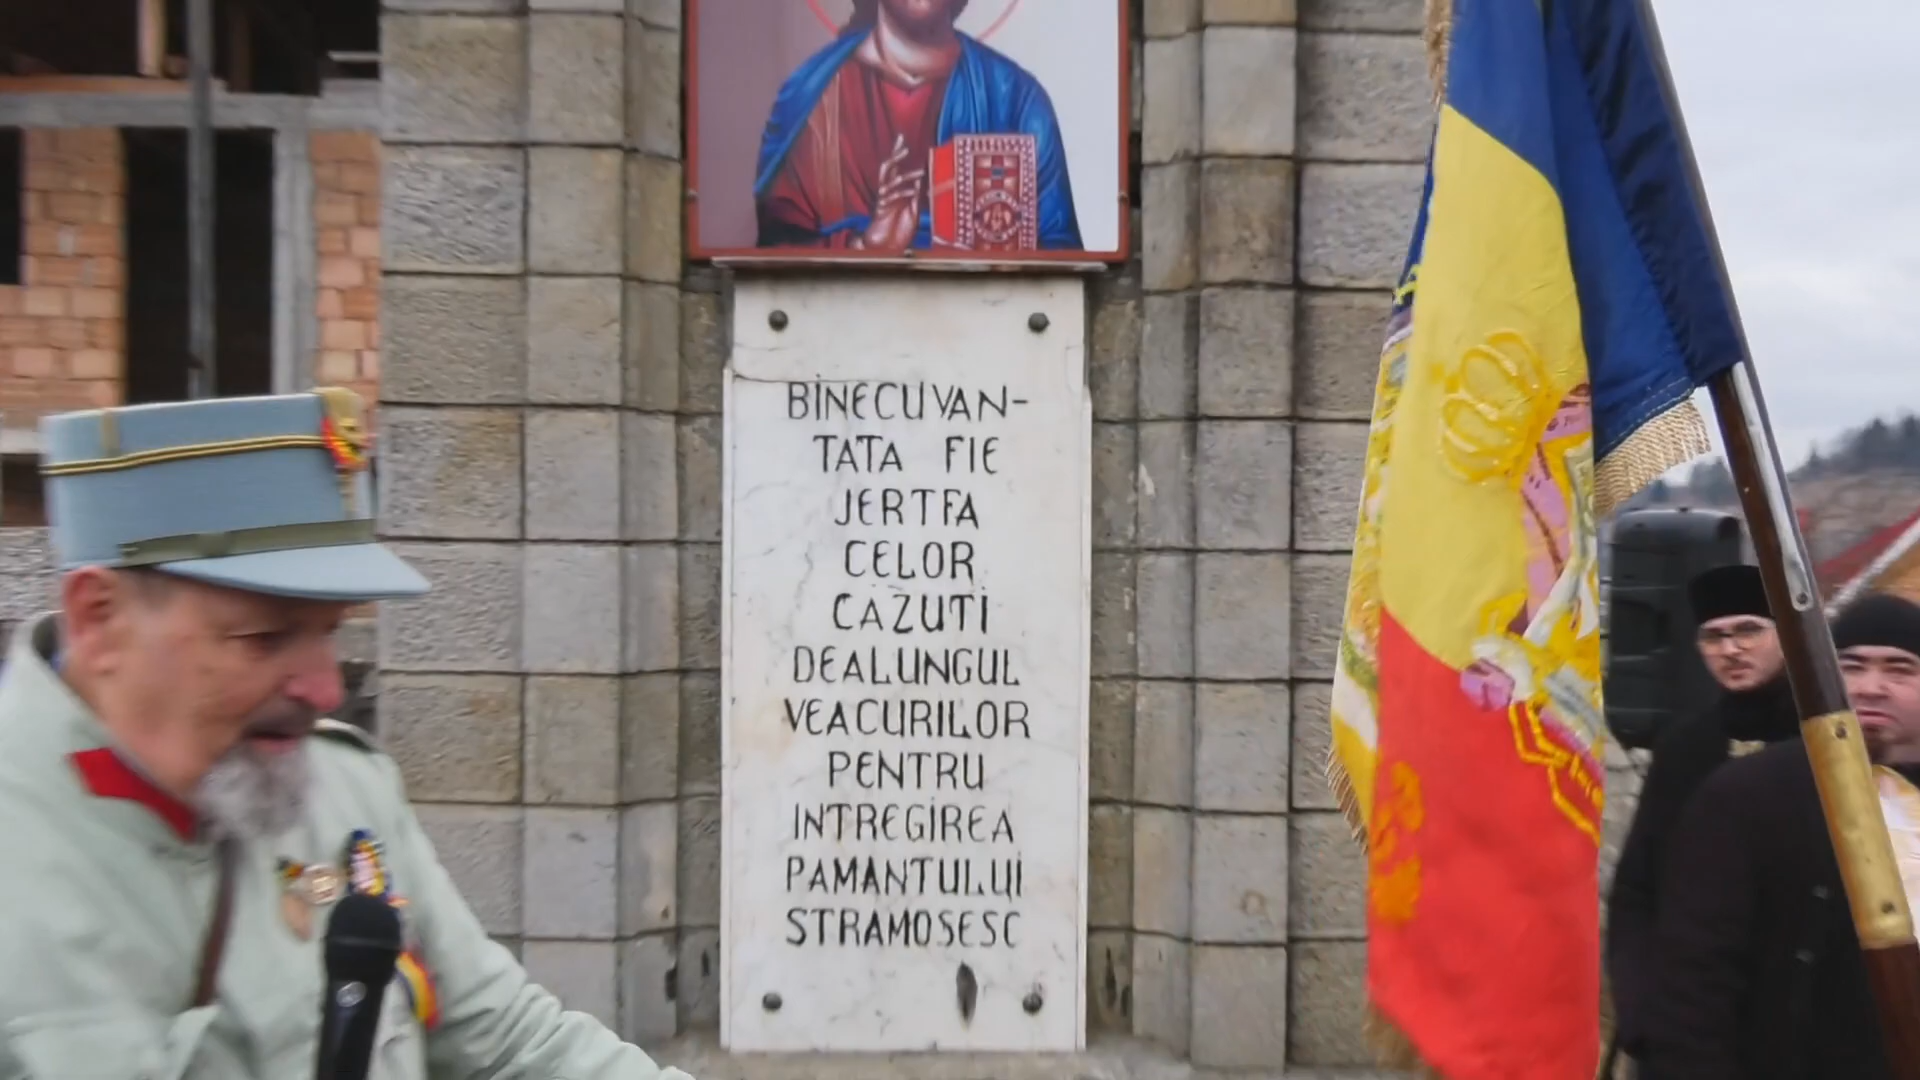 BINECUVAN-
TATA FIE
JERTFA
CELOR
CAZUTI
DEALUNGUL
VEACURILOR
PENTRU
INTREGIREA
PAMANTULUI
STRAMOSESC